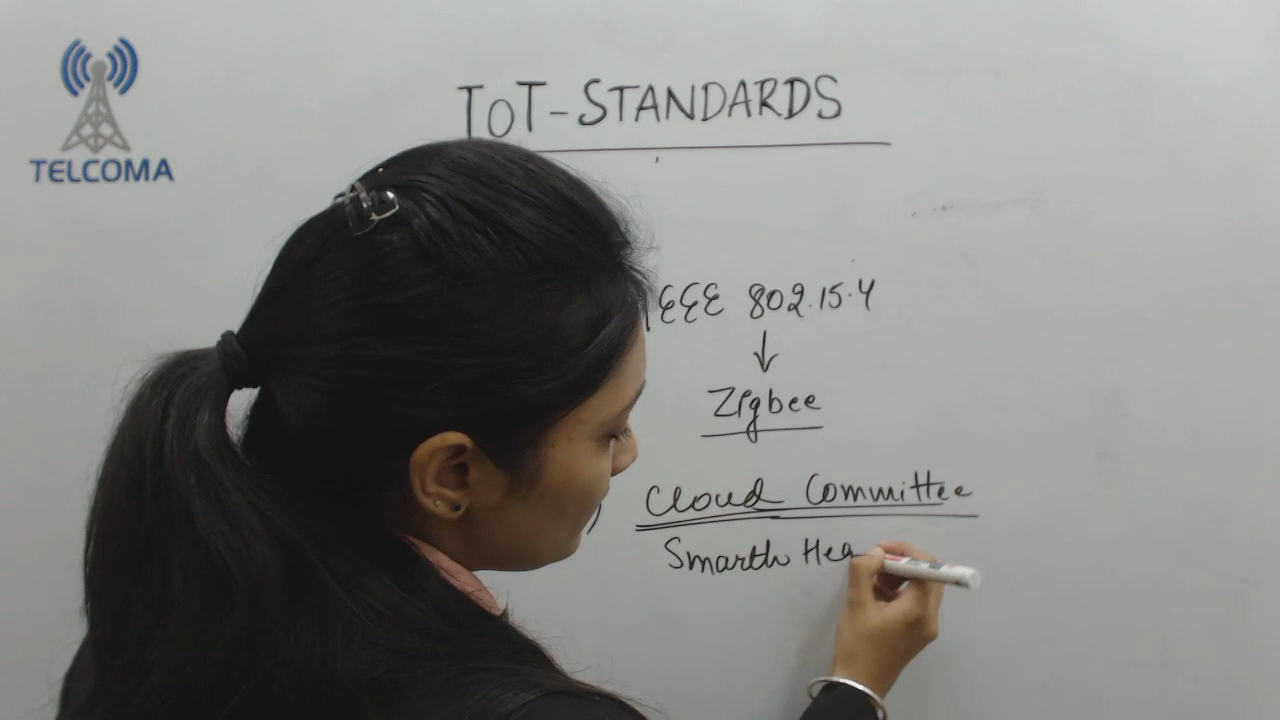 TELCOMA
IOT-STANDARDS
IEEE 802.15.4
Zigbee
Cloud Committee
Smarth Hea